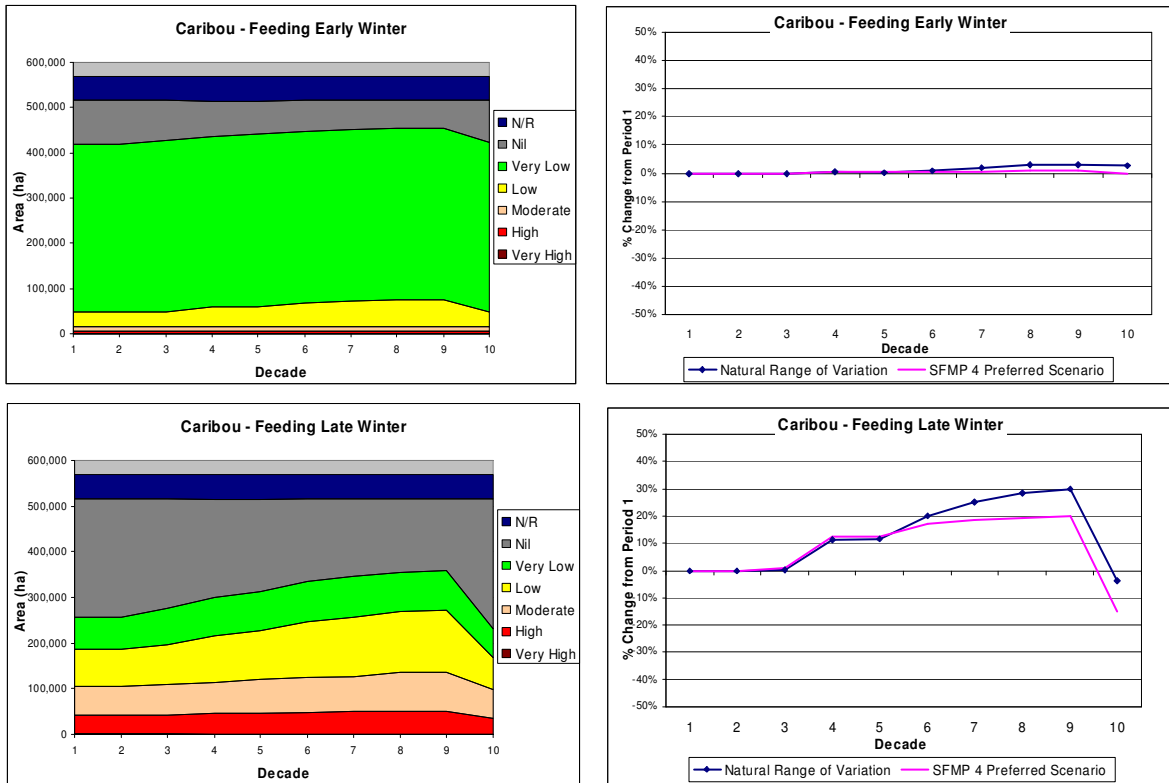 Caribou - Feeding Early Winter
Area (ha)
600,000
500,000
400,000
300,000
200,000
100,000
0
1 2 3 4 5 6 7 8 9 10
Decade
N/R
Nil
Very Low
Low
Moderate
High
Very High
Caribou - Feeding Early Winter
% Change from Period 1
50%
40%
30%
20%
10%
0%
-10%
-20%
-30%
-40%
-50%
1 2 3 4 5 6 7 8 9 10
Decade
Natural Range of Variation SFMP 4 Preferred Scenario
Caribou - Feeding Late Winter
Area (ha)
600,000
500,000
400,000
300,000
200,000
100,000
0
1 2 3 4 5 6 7 8 9 10
Decade
N/R
Nil
Very Low
Low
Moderate
High
Very High
Caribou - Feeding Late Winter
% Change from Period 1
50%
40%
30%
20%
10%
0%
-10%
-20%
-30%
-40%
-50%
1 2 3 4 5 6 7 8 9 10
Decade
Natural Range of Variation SFMP 4 Preferred Scenario